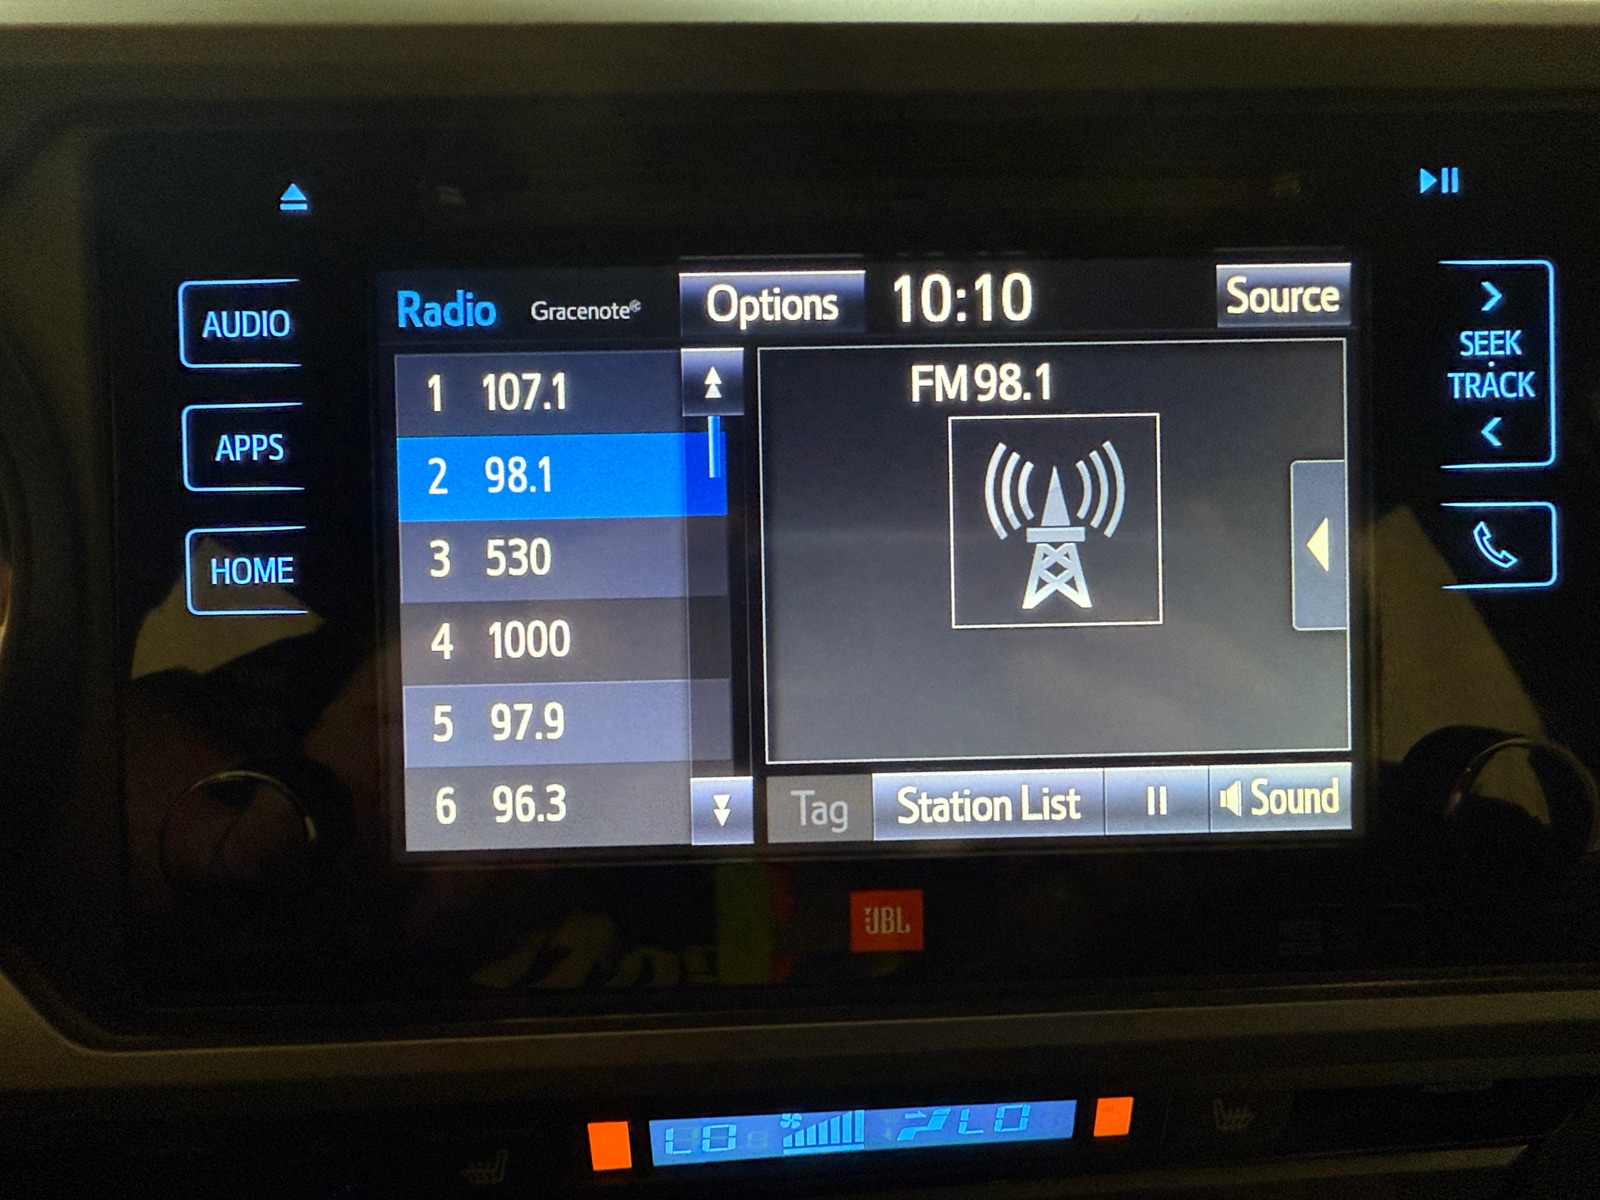 AUDIO
APPS
HOME
Radio Gracenote® Options 10:10 Source
1 107.1
2 98.1
3 530
4 1000
5 97.9
6 96.3
FM 98.1
Tag Station List Sound
SEEK
TRACK
JBL
LO LO